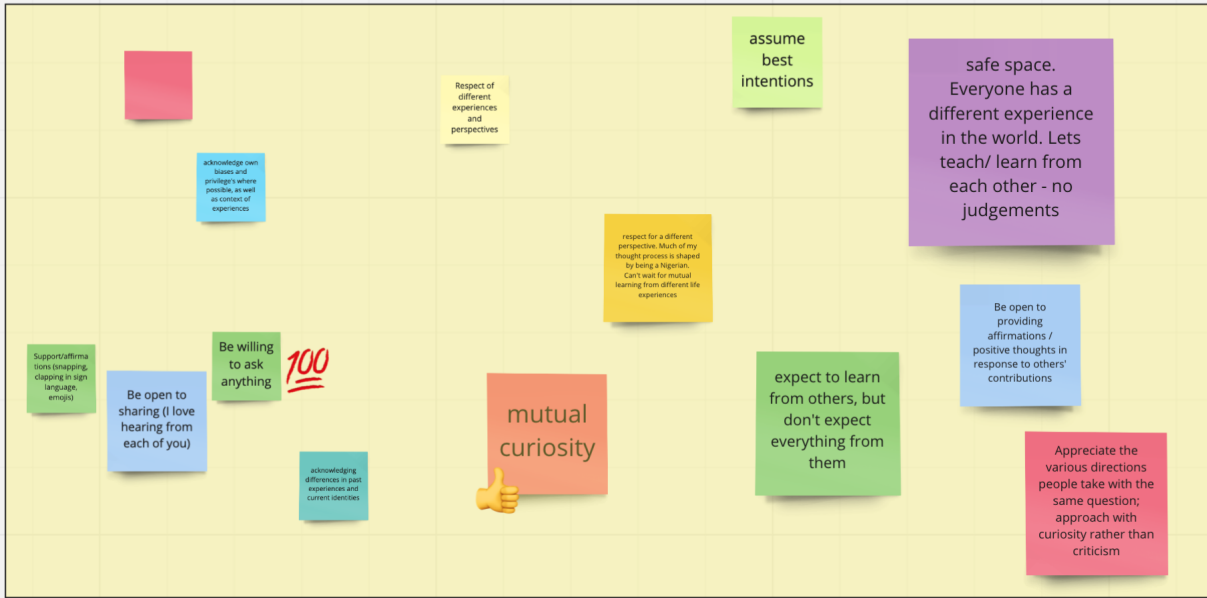 assume
best
intentions
safe space.
Everyone has a
different experience
in the world. Lets
teach/ learn from
each other - no
judgements
Respect of
different
experiences
and
perspectives
acknowledge own
biases and
privilege's where
possible, as well
as context of
experiences
respect for a different
perspective. Much of my
thought process is shaped
by being a Nigerian.
Can't wait for mutual
learning from different life
experiences
Be open to
providing
affirmations /
positive thoughts in
response to others'
contributions
Support/affirma
tions (snapping,
clapping in sign
language,
emojis)
Be willing
to ask
anything
100
Be open to
sharing (I love
hearing from
each of you)
mutual
curiosity
expect to learn
from others, but
don't expect
everything from
them
acknowledging
differences in past
experiences and
current identities
Appreciate the
various directions
people take with the
same question;
approach with
curiosity rather than
criticism